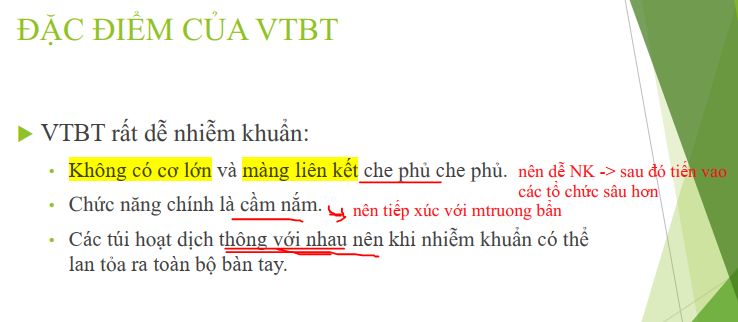 ĐẶC ĐIỂM CỦA VTBT
VTBT rất dễ nhiễm khuẩn:
Không có cơ lớn và màng liên kết che phủ che phủ. nên dễ NK -> sau đó tiến vao
các tổ chức sâu hơn
Chức năng chính là cầm nắm. nên tiếp xúc với mtruong bẩn
Các túi hoạt dịch thông với nhau nên khi nhiễm khuẩn có thể
lan tỏa ra toàn bộ bàn tay.